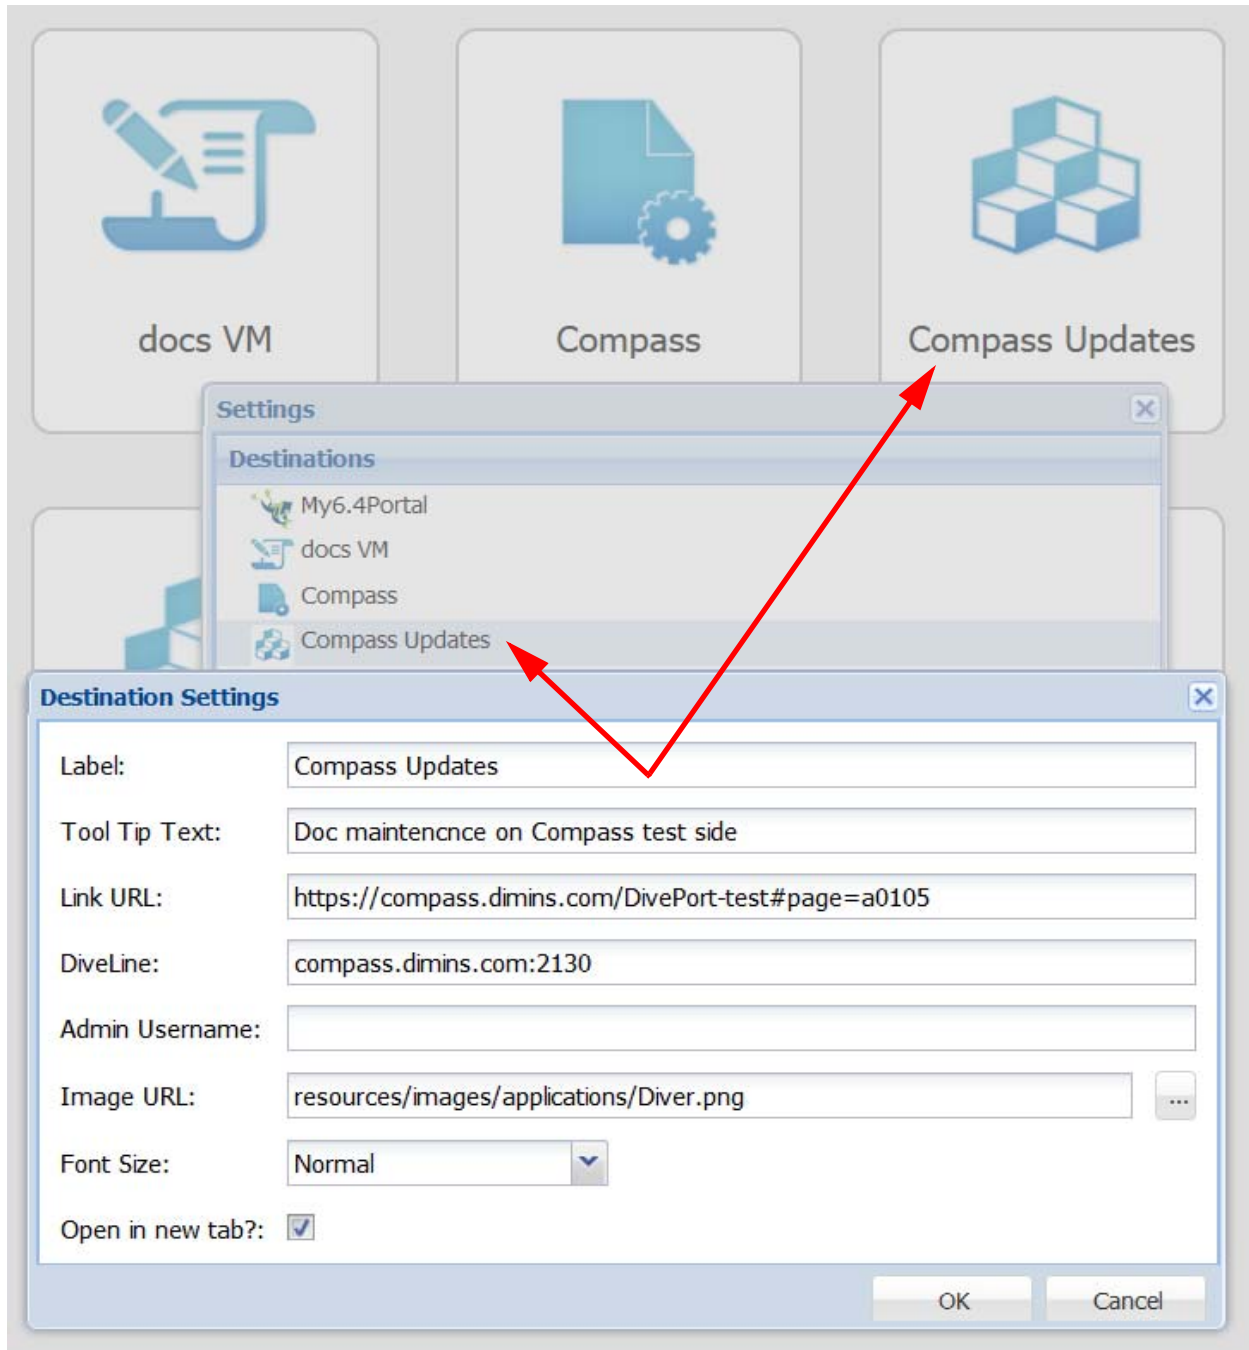 docs VM
Compass
Compass Updates
Settings
Destinations
My6.4Portal
docs VM
Compass
Compass Updates
Destination Settings
Label: Compass Updates
Tool Tip Text: Doc maintencnce on Compass test side
Link URL: https://compass.dimins.com/DivePort-test#page=a0105
DiveLine: compass.dimins.com:2130
Admin Username:
Image URL: resources/images/applications/Diver.png ...
Font Size: Normal
Open in new tab?:
OK Cancel